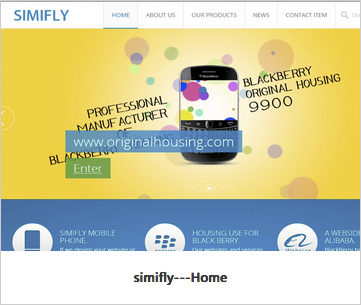 SIMIFLY
HOME
ABOUT US
OUR PRODUCTS
NEWS
CONTACT ITEM
PROFESSIONAL
MANUFACTURER
OF
BLACKBERRY
BLACKBERRY
ORIGINAL HOUSING
9900
www.originalhousing.com
Enter
SIMIFLY MOBILE
PHONE.
HOUSING USE FOR
BLACK BERRY
A WEBSIDE
ALIBABA.
If we design your website or
Our websites and services
BlackBerry
simifly---Home